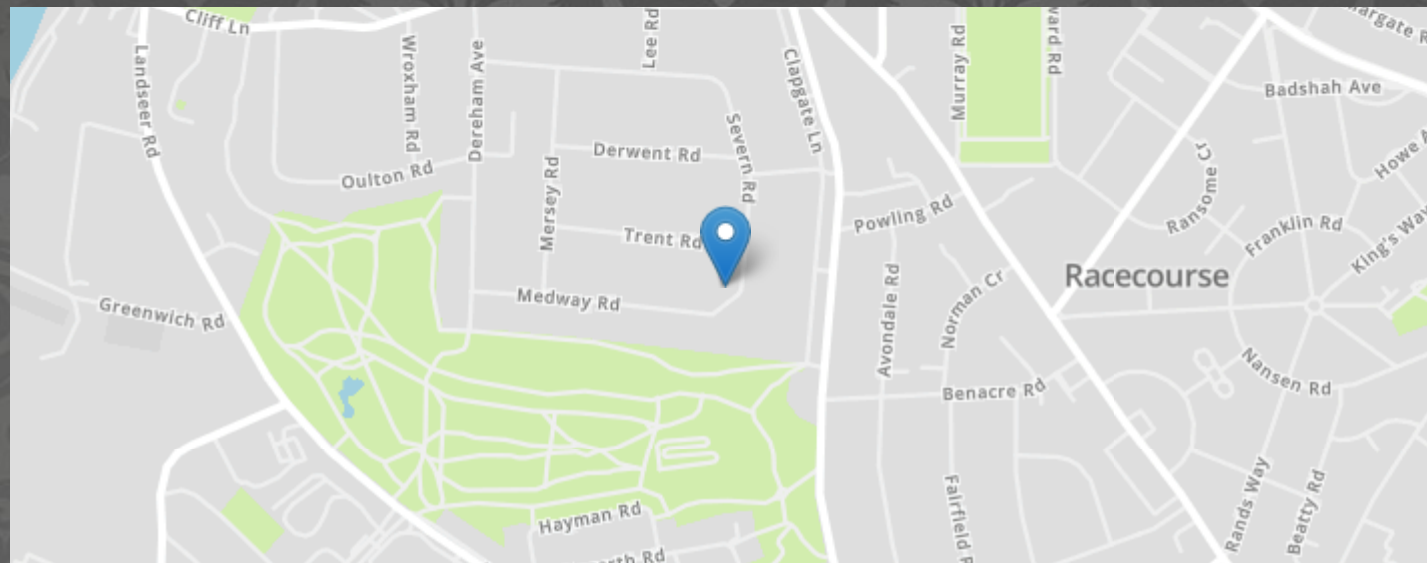 Cliff Ln
Landseer Rd
Wroxham Rd
Dereham Ave
Lee Rd
Clapgate Ln
Murray Rd
Badshah Ave
Derwent Rd
Severn Rd
Oulton Rd
Mersey Rd
Trent Rd
Powling Rd
Ransome Cr
Franklin Rd
Racecourse
Medway Rd
Greenwich Rd
Avondale Rd
Norman Cr
Benacre Rd
Nansen Rd
Hayman Rd
Fairfield
Rands Way
Beatty Rd